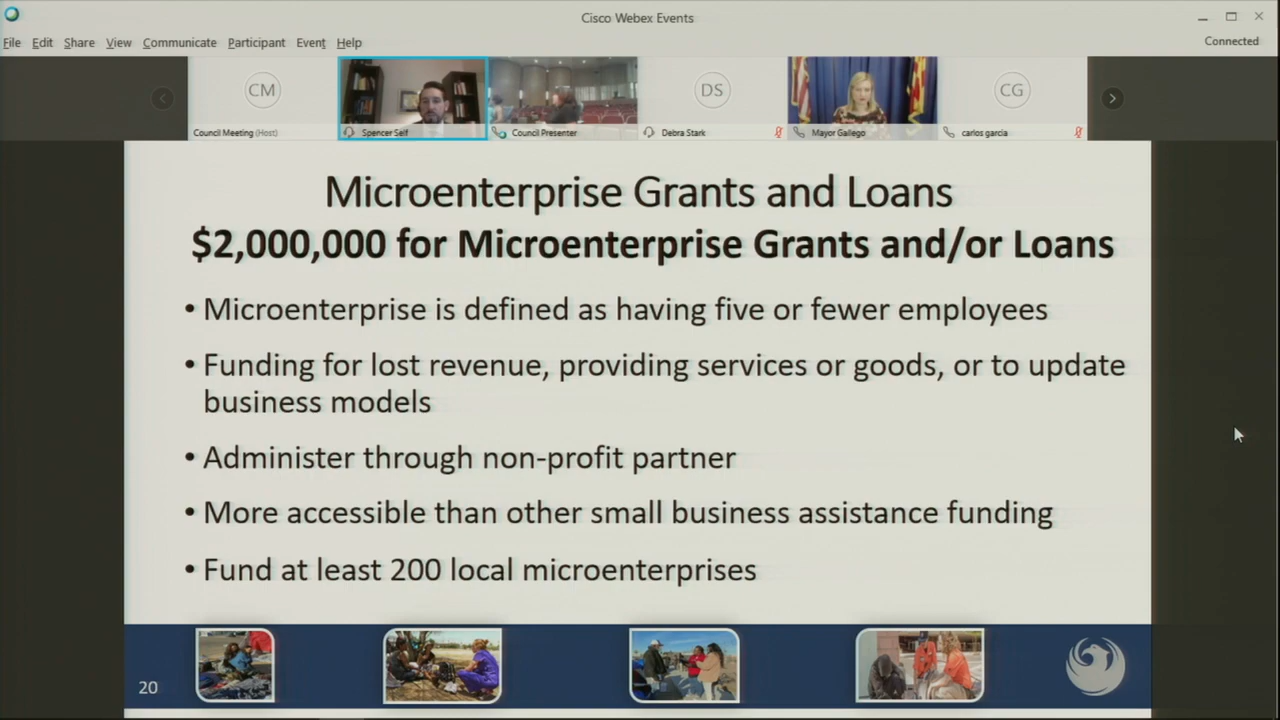 Cisco Webex Events
File Edit Share View Communicate Participant Event Help
Connected
CM
DS
CG
Council Meeting (Host)
Spencer Self
Council Presenter
Debra Stark
Mayor Gallego
carlos garcia
Microenterprise Grants and Loans
$2,000,000 for Microenterprise Grants and/or Loans
• Microenterprise is defined as having five or fewer employees
• Funding for lost revenue, providing services or goods, or to update
business models
• Administer through non-profit partner
• More accessible than other small business assistance funding
• Fund at least 200 local microenterprises
20